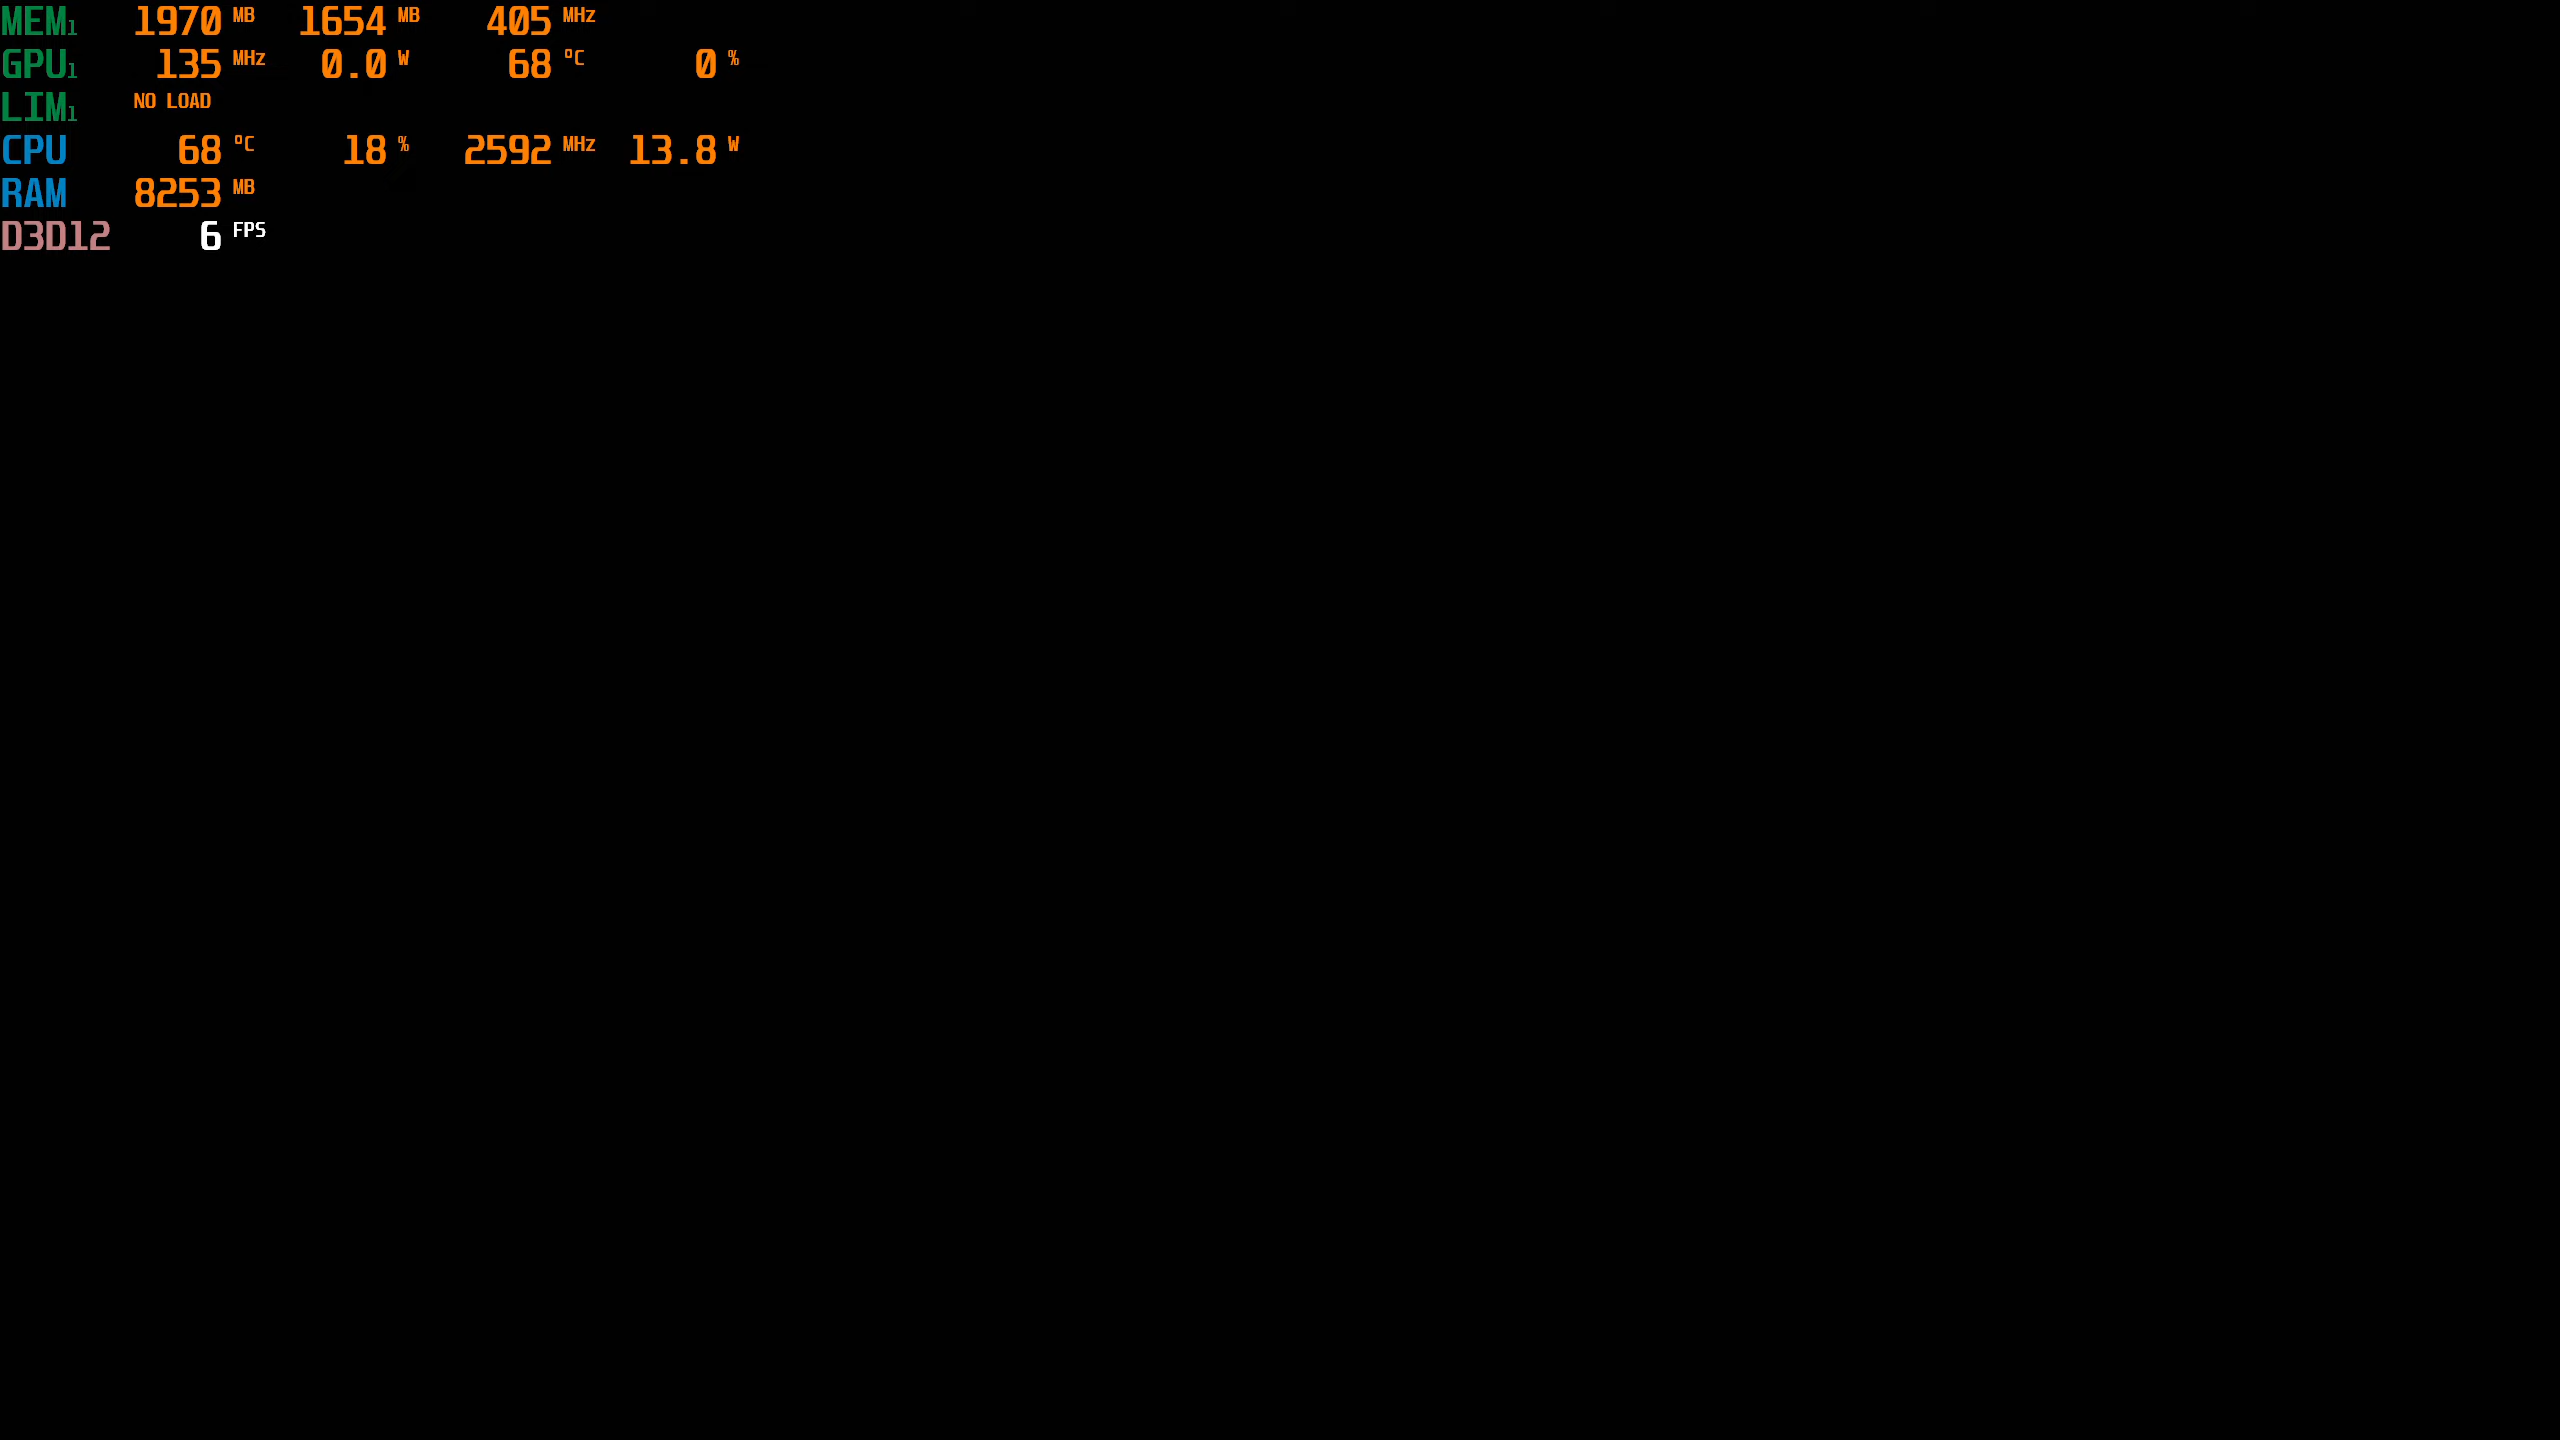 MEM1 1970 MB 1654 MB 405 MHz
GPU1 135 MHz 0.0 W 68 °C 0 %
LIM1 NO LOAD
CPU 68 °C 18 % 2592 MHz 13.8 W
RAM 8253 MB
D3D12 6 FPS